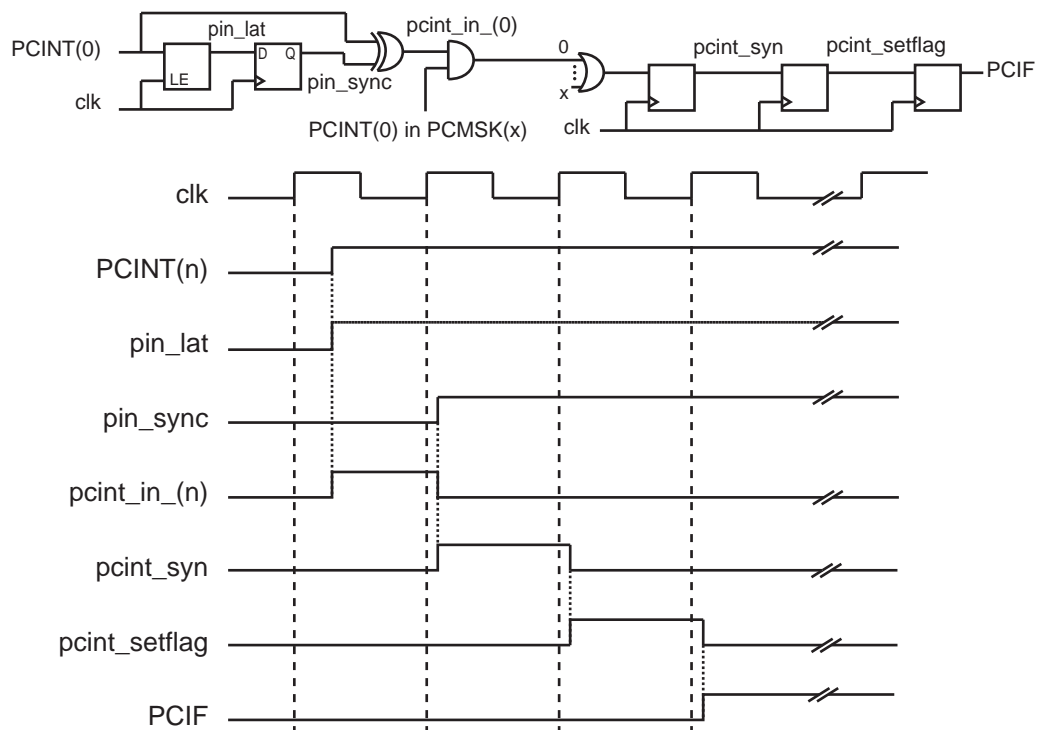 pin_lat
pcint_in_(0)
PCINT(0)
LE
D Q
pin_sync
clk
PCINT(0) in PCMSK(x)
0
x
clk
pcint_syn
pcint_setflag
PCIF
clk
PCINT(n)
pin_lat
pin_sync
pcint_in_(n)
pcint_syn
pcint_setflag
PCIF